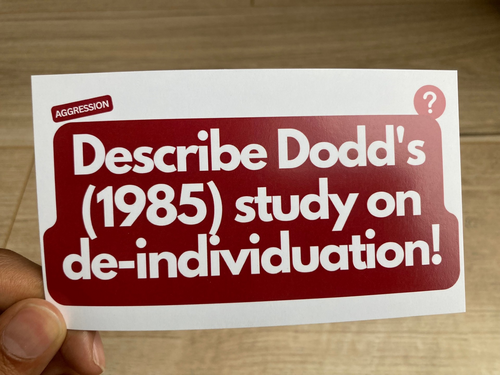 AGGRESSION
?
Describe Dodd's
(1985) study on
de-individuation!